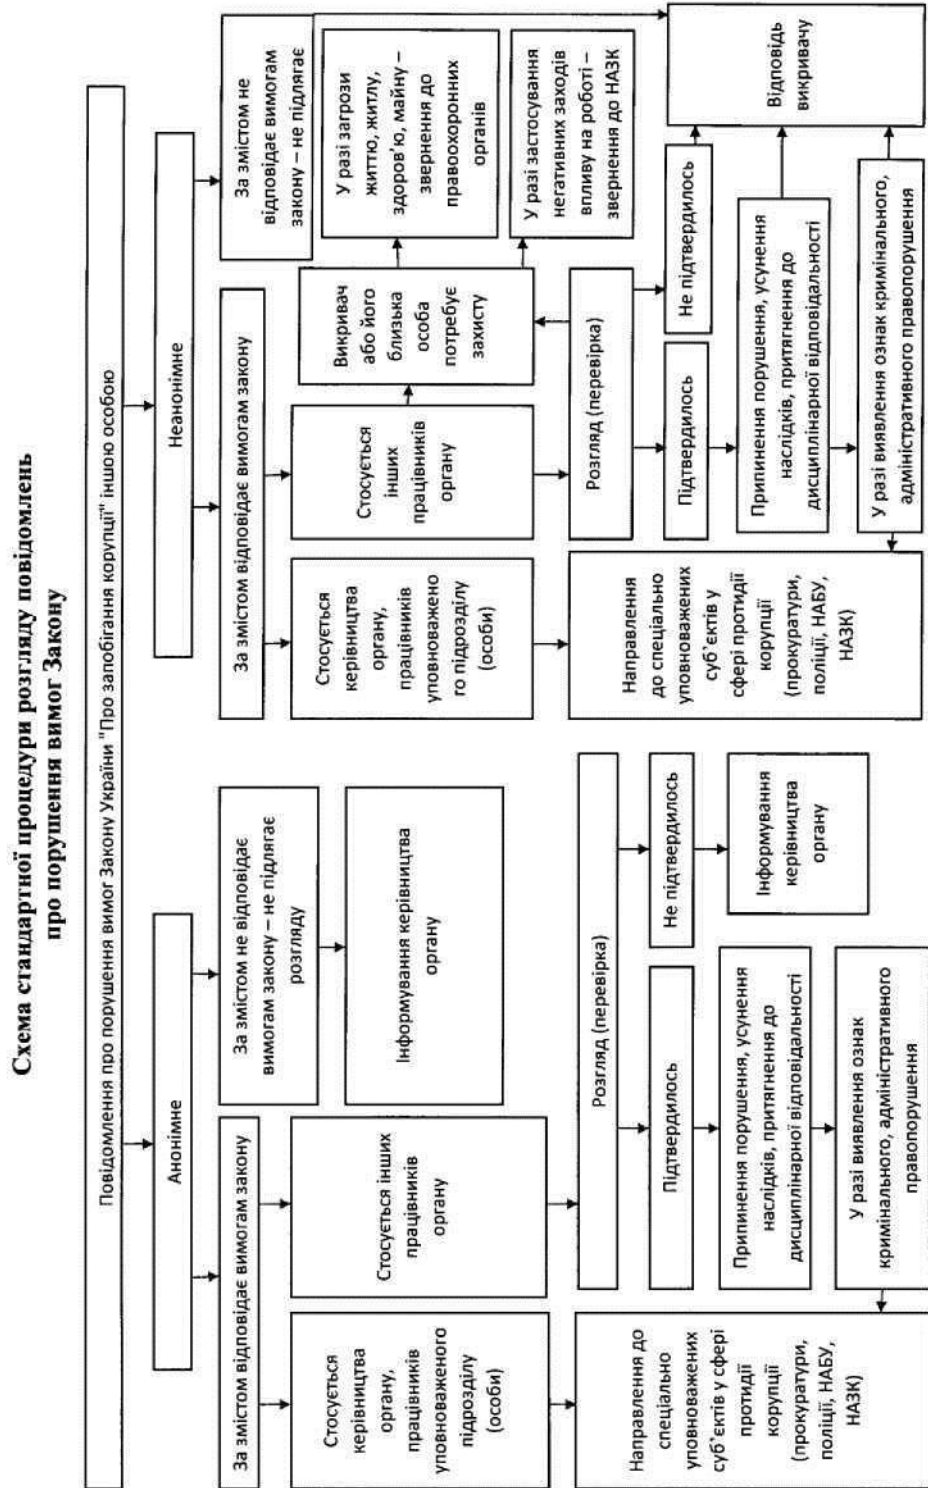 Схема стандартної процедури розгляду повідомлень
про порушення вимог Закону
Повідомлення про порушення вимог Закону України "Про запобігання корупції" іншою особою
Анонімне
За змістом відповідає вимогам закону
Стосується
керівництва
органу,
працівників
уповноваженого
підрозділу
(особи)
Стосується інших
працівників
органу
За змістом не відповідає
вимогам закону – не підлягає
розгляду
Інформування керівництва
органу
Розгляд (перевірка)
Підтвердилось
Не підтвердилось
Припинення порушення, усунення
наслідків, притягнення до
дисциплінарної відповідальності
Інформування
керівництва
органу
У разі виявлення ознак
кримінального, адміністративного
правопорушення
Направлення до
спеціально
уповноважених
суб'єктів у сфері
протидії
корупції
(прокуратури,
поліції, НАБУ,
НАЗК)
Неанонімне
За змістом відповідає вимогам закону
За змістом не
відповідає вимогам
закону – не підлягає
Стосується
керівництва
органу,
працівників
уповноважено
го підрозділу
(особи)
Стосується
інших
працівників
органу
Викривач
або його
близька
особа
потребує
захисту
У разі загрози
життю, житлу,
здоров'ю, майну –
звернення до
правоохоронних
органів
У разі застосування
негативних заходів
впливу на роботі –
звернення до НАЗК
Розгляд (перевірка)
Підтвердилось
Не підтвердилось
Припинення порушення, усунення
наслідків, притягнення до
дисциплінарної відповідальності
У разі виявлення ознак кримінального,
адміністративного правопорушення
Направлення
до спеціально
уповноважених
суб'єктів у
сфері протидії
корупції
(прокуратури,
поліції, НАБУ,
НАЗК)
Відповідь
викривачу